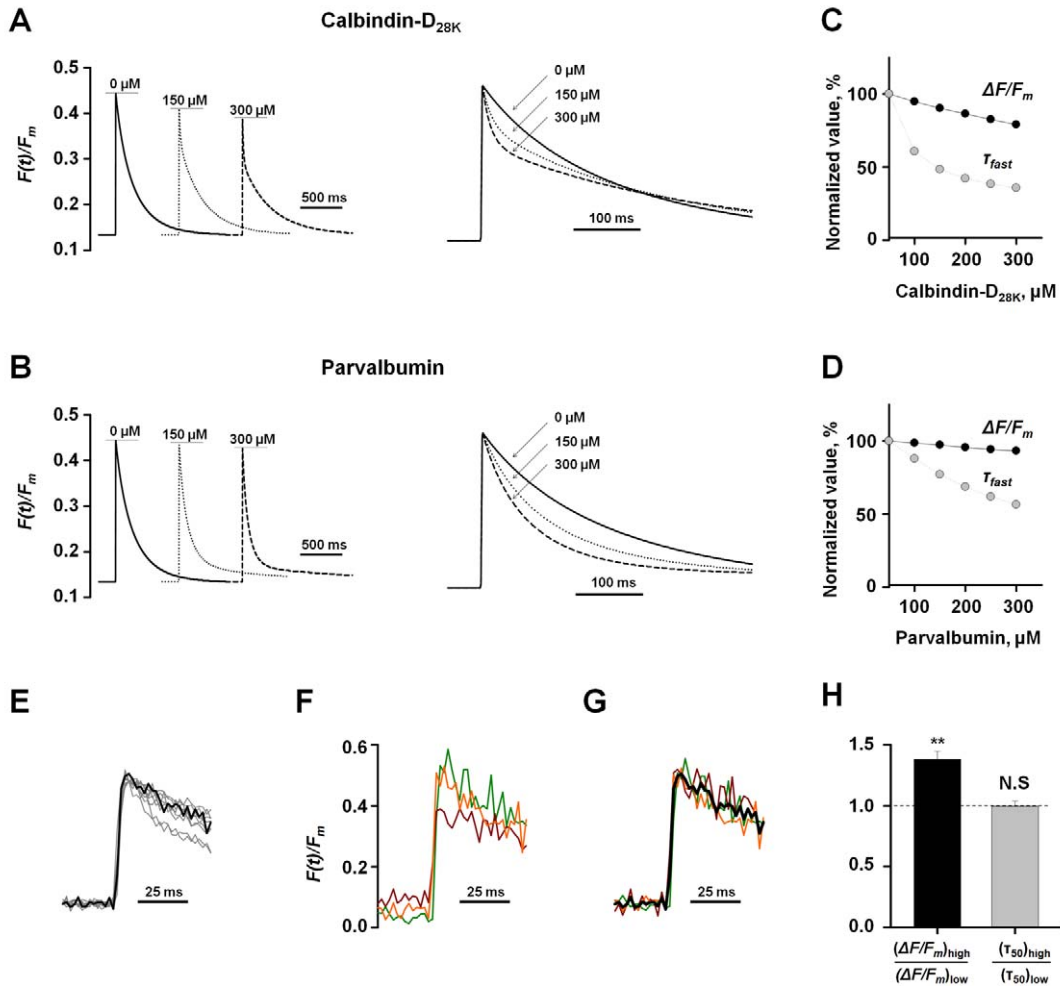 A
Calbindin-D28K
F(t)/Fm
0.5
0.4
0.3
0.2
0.1
0 µM
150 µM
300 µM
500 ms
0 µM
150 µM
300 µM
100 ms
C
Normalized value, %
100
50
0
ΔF/Fm
τfast
100
200
300
Calbindin-D28K, µM
B
Parvalbumin
F(t)/Fm
0.5
0.4
0.3
0.2
0.1
0 µM
150 µM
300 µM
500 ms
0 µM
150 µM
300 µM
100 ms
D
Normalized value, %
100
50
0
ΔF/Fm
τfast
100
200
300
Parvalbumin, µM
E
25 ms
F
F(t)/Fm
0.6
0.4
0.2
0.0
25 ms
G
25 ms
H
1.5
1.0
0.5
0.0
**
N.S
(ΔF/Fm)high
(ΔF/Fm)low
(τ50)high
(τ50)low